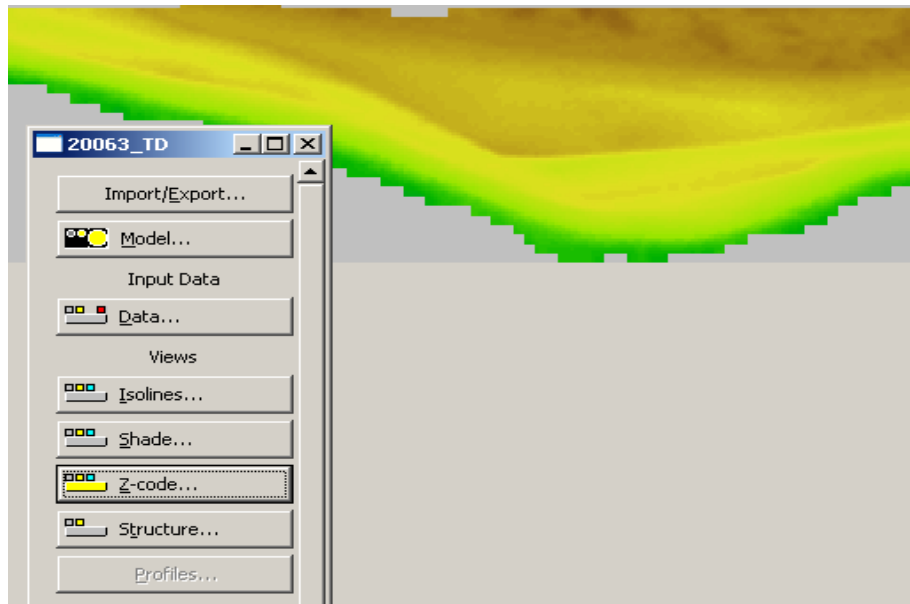 20063_TD
Import/Export...
Model...
Input Data
Data...
Views
Isolines...
Shade...
Z-code...
Structure...
Profiles...